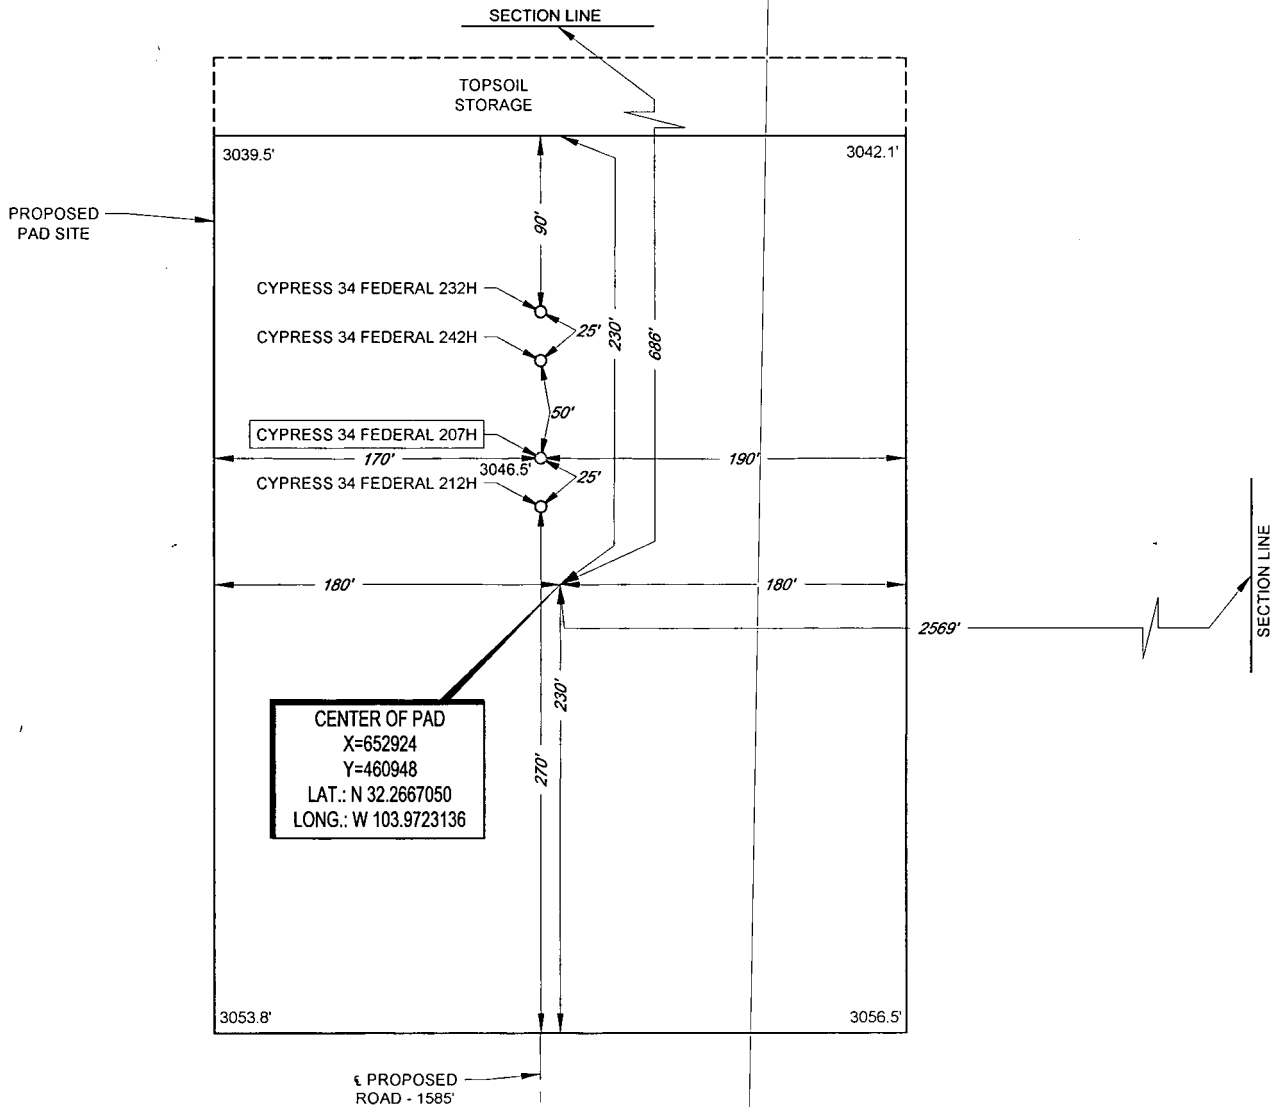 SECTION LINE
TOPSOIL
STORAGE
3039.5'
3042.1'
PROPOSED
PAD SITE
90'
CYPRESS 34 FEDERAL 232H
25'
230'
686'
CYPRESS 34 FEDERAL 242H
50'
CYPRESS 34 FEDERAL 207H
170'
3046.5'
190'
25'
CYPRESS 34 FEDERAL 212H
SECTION LINE
180'
180'
2569'
230'
270'
CENTER OF PAD
X=652924
Y=460948
LAT.: N 32.2667050
LONG.: W 103.9723136
3053.8'
3056.5'
℄ PROPOSED
ROAD - 1585'